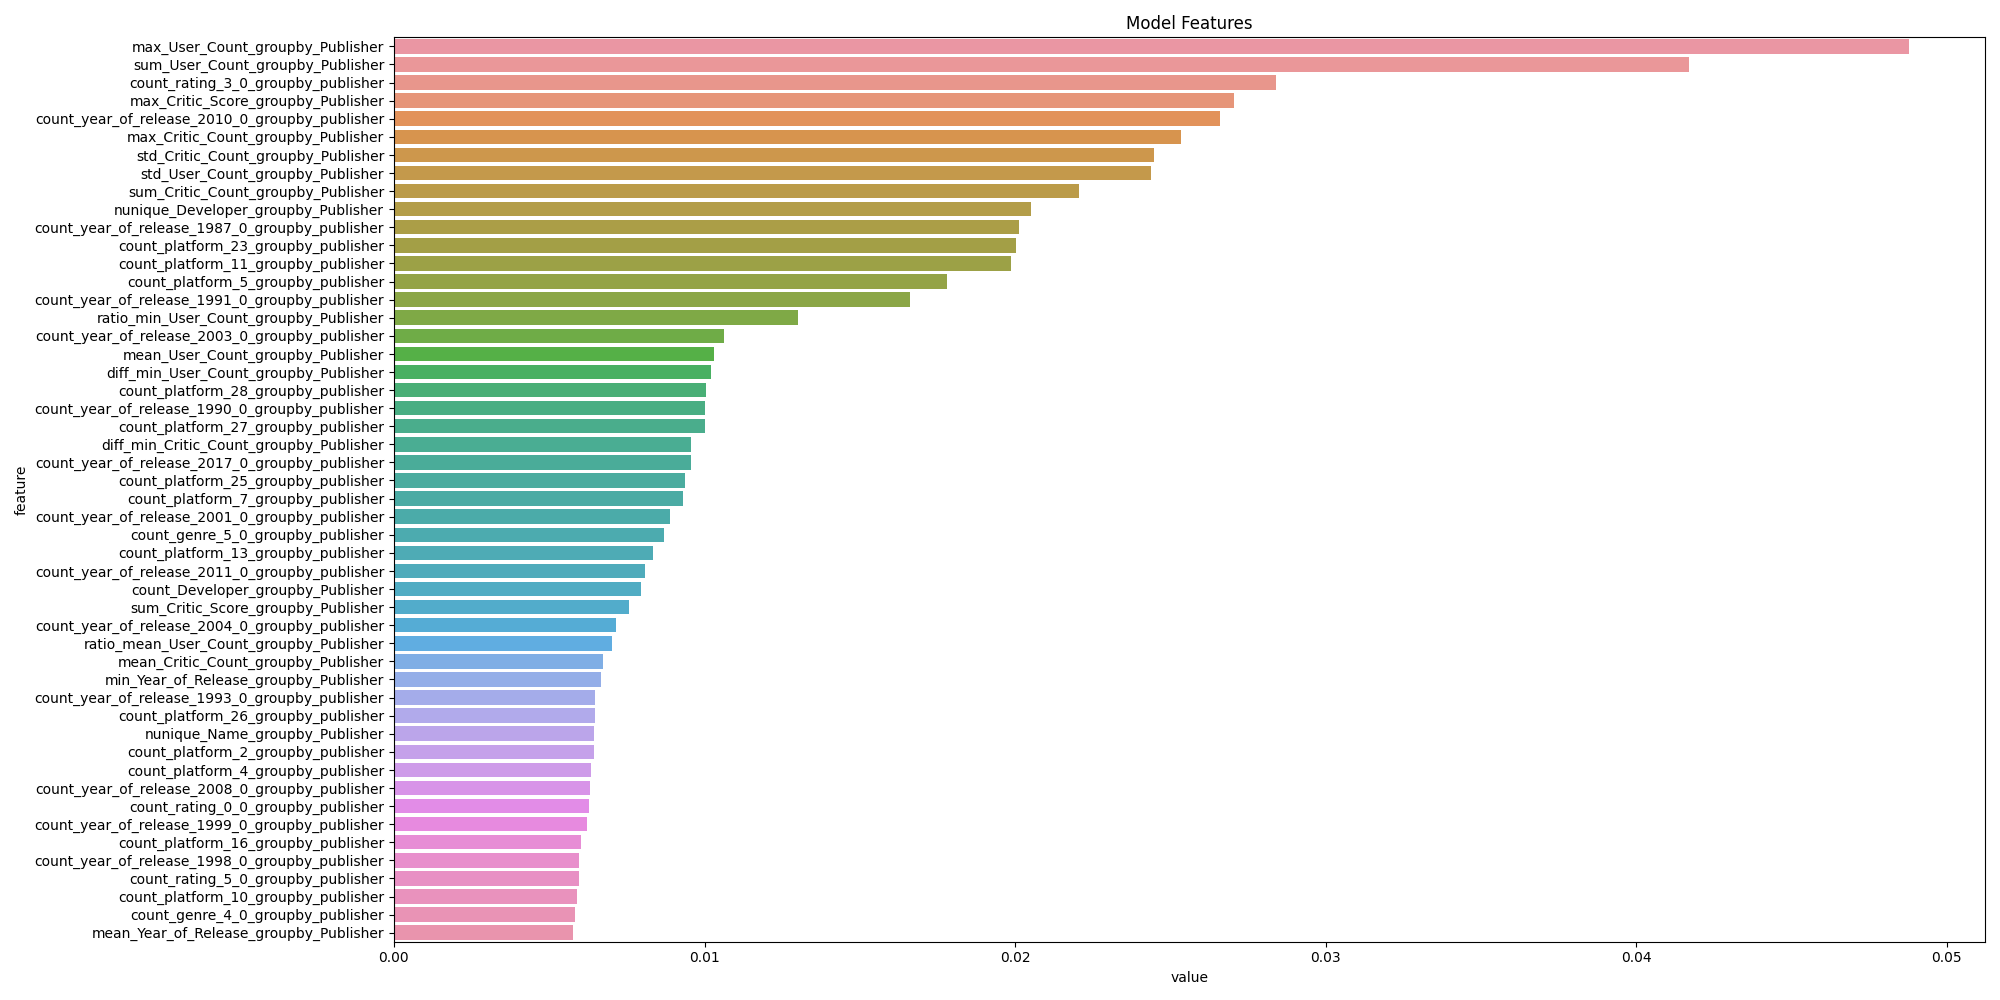 Model Features
max_User_Count_groupby_Publisher
sum_User_Count_groupby_Publisher
count_rating_3_0_groupby_publisher
max_Critic_Score_groupby_Publisher
count_year_of_release_2010_0_groupby_publisher
max_Critic_Count_groupby_Publisher
std_Critic_Count_groupby_Publisher
std_User_Count_groupby_Publisher
sum_Critic_Count_groupby_Publisher
nunique_Developer_groupby_Publisher
count_year_of_release_1987_0_groupby_publisher
count_platform_23_groupby_publisher
count_platform_11_groupby_publisher
count_platform_5_groupby_publisher
count_year_of_release_1991_0_groupby_publisher
ratio_min_User_Count_groupby_Publisher
count_year_of_release_2003_0_groupby_publisher
mean_User_Count_groupby_Publisher
diff_min_User_Count_groupby_Publisher
count_platform_28_groupby_publisher
count_year_of_release_1990_0_groupby_publisher
count_platform_27_groupby_publisher
diff_min_Critic_Count_groupby_Publisher
count_year_of_release_2017_0_groupby_publisher
count_platform_25_groupby_publisher
count_platform_7_groupby_publisher
count_year_of_release_2001_0_groupby_publisher
count_genre_5_0_groupby_publisher
count_platform_13_groupby_publisher
count_year_of_release_2011_0_groupby_publisher
count_Developer_groupby_Publisher
sum_Critic_Score_groupby_Publisher
count_year_of_release_2004_0_groupby_publisher
ratio_mean_User_Count_groupby_Publisher
mean_Critic_Count_groupby_Publisher
min_Year_of_Release_groupby_Publisher
count_year_of_release_1993_0_groupby_publisher
count_platform_26_groupby_publisher
nunique_Name_groupby_Publisher
count_platform_2_groupby_publisher
count_platform_4_groupby_publisher
count_year_of_release_2008_0_groupby_publisher
count_rating_0_0_groupby_publisher
count_year_of_release_1999_0_groupby_publisher
count_platform_16_groupby_publisher
count_year_of_release_1998_0_groupby_publisher
count_rating_5_0_groupby_publisher
count_platform_10_groupby_publisher
count_genre_4_0_groupby_publisher
mean_Year_of_Release_groupby_Publisher
feature
0.00 0.01 0.02 0.03 0.04 0.05
value